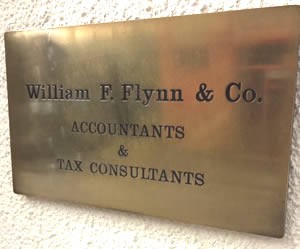 William F. Flynn & Co.
ACCOUNTANTS
&
TAX CONSULTANTS